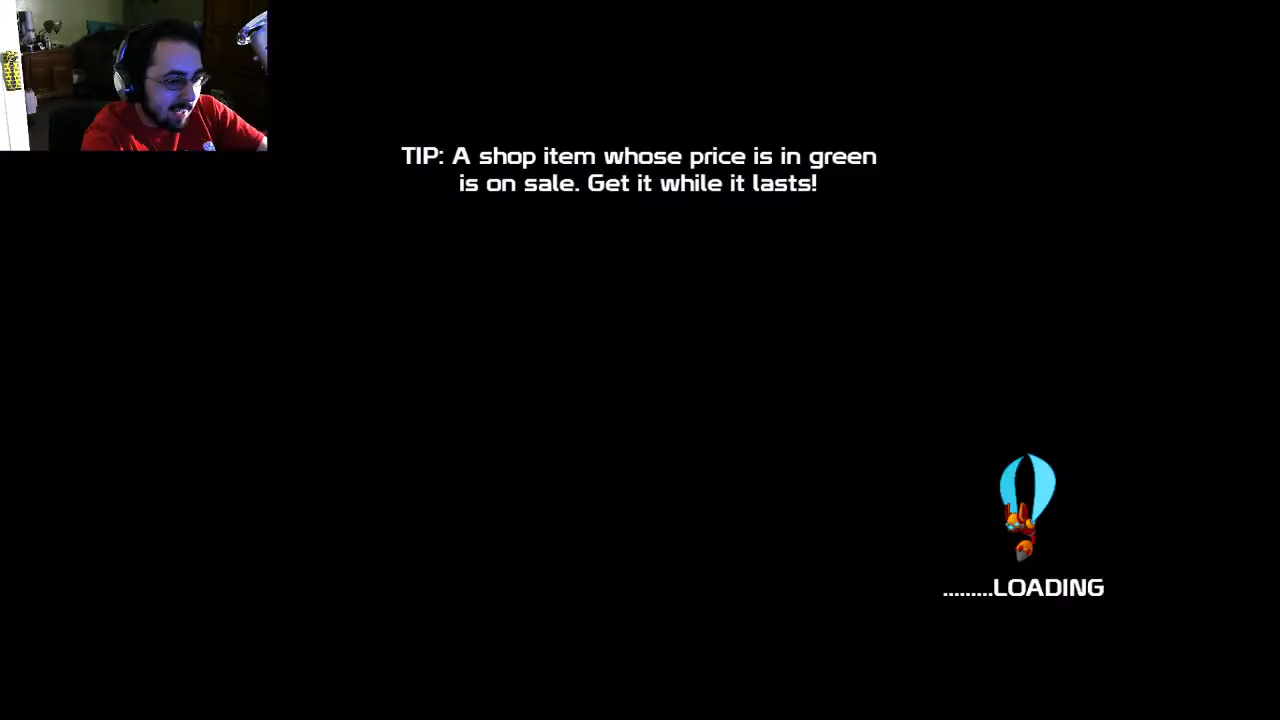 TIP: A shop item whose price is in green
is on sale. Get it while it lasts!
.........LOADING